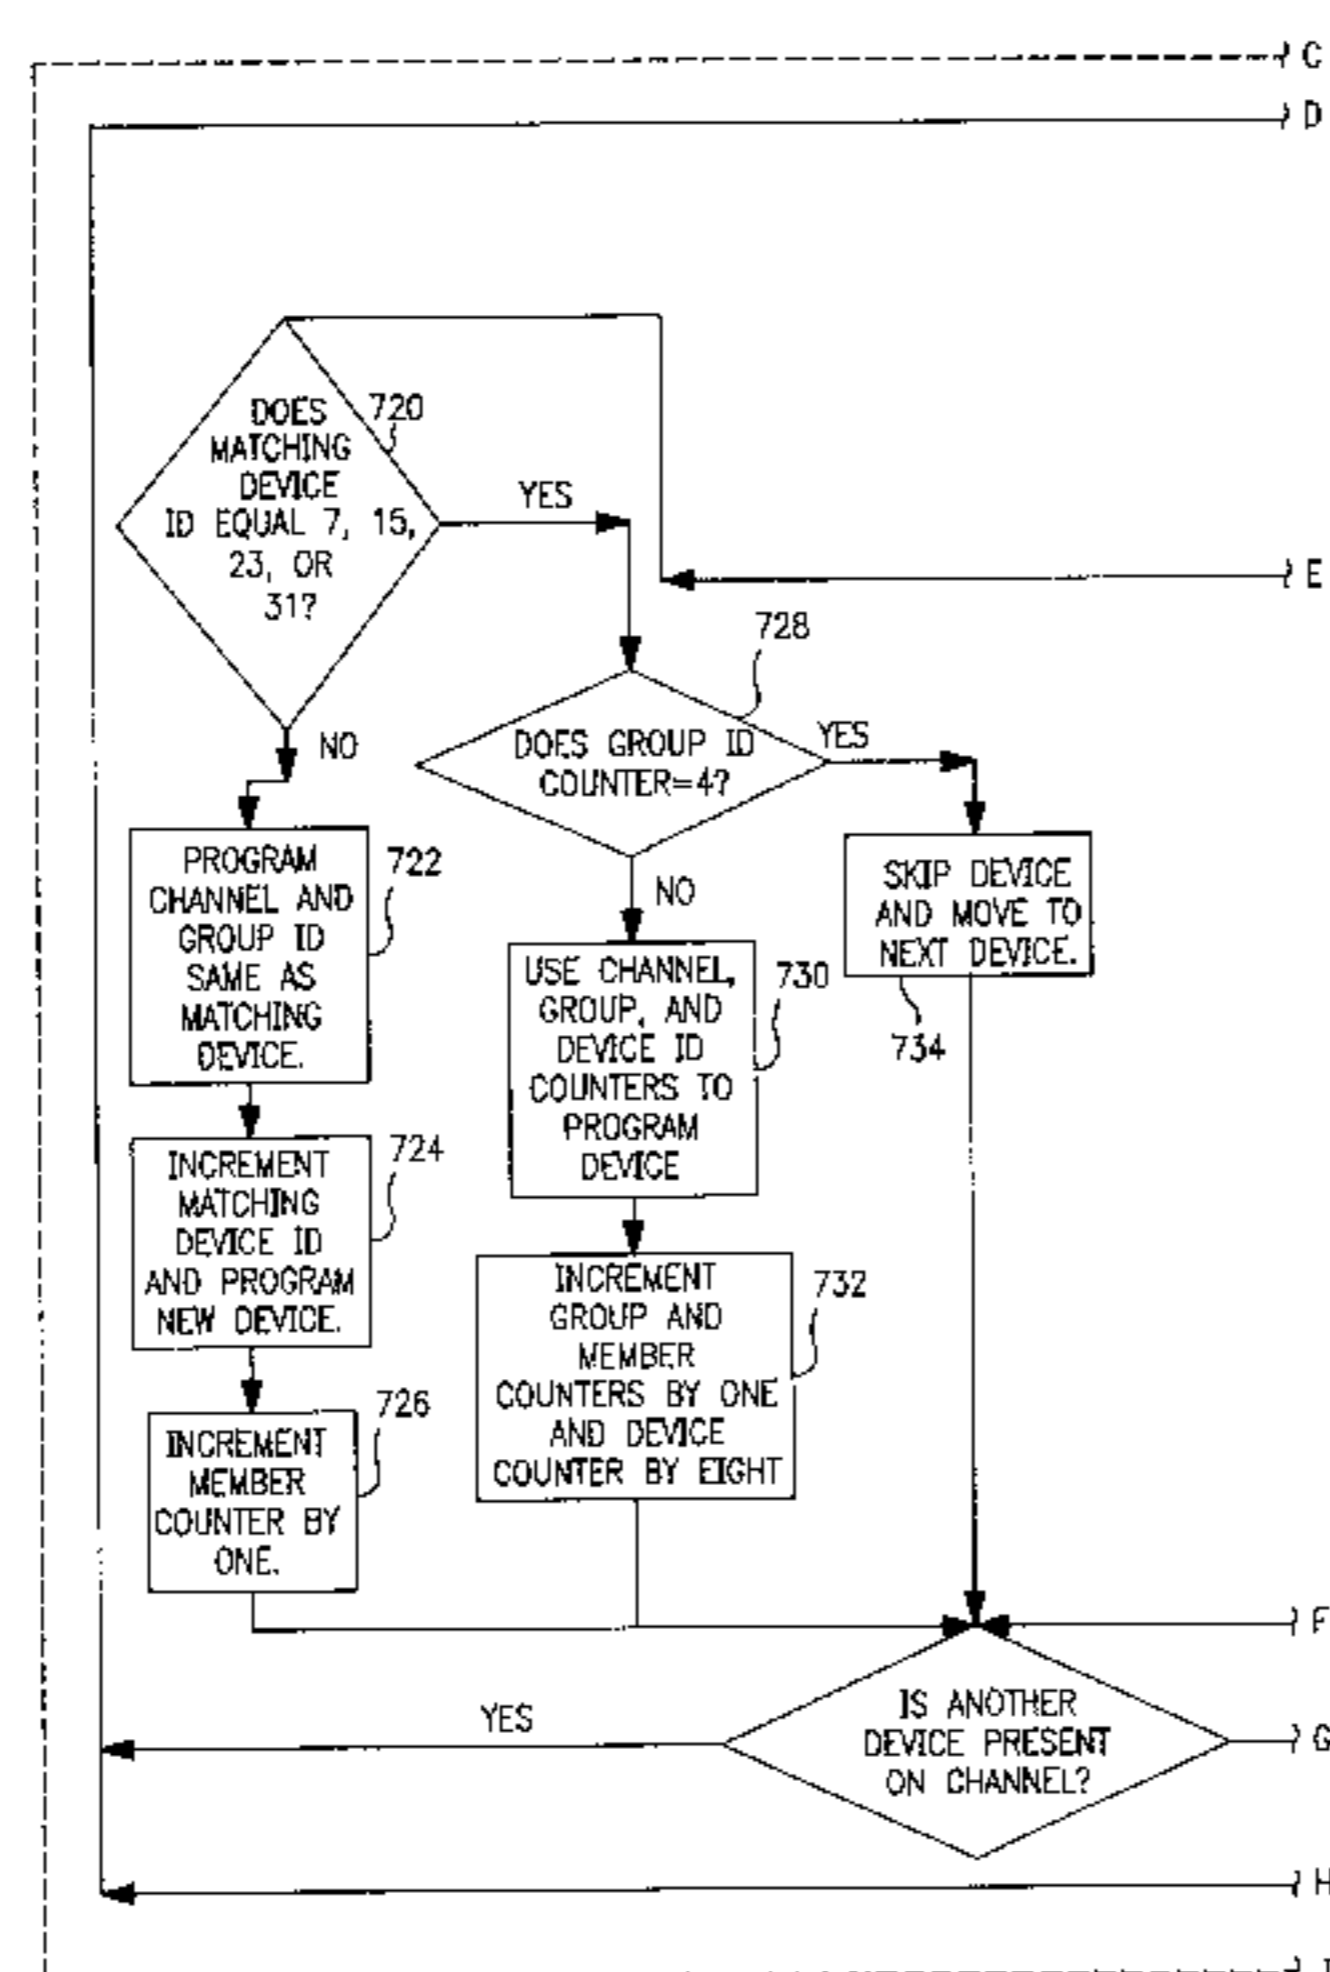 C
D
DOES
MATCHING
DEVICE
ID EQUAL 7, 15,
23, OR
31?
720
YES
E
NO
728
DOES GROUP ID
COUNTER=4?
YES
NO
PROGRAM
CHANNEL AND
GROUP ID
SAME AS
MATCHING
DEVICE.
722
SKIP DEVICE
AND MOVE TO
NEXT DEVICE.
734
USE CHANNEL,
GROUP, AND
DEVICE ID
COUNTERS TO
PROGRAM
DEVICE
730
INCREMENT
MATCHING
DEVICE ID
AND PROGRAM
NEW DEVICE.
724
INCREMENT
GROUP AND
MEMBER
COUNTERS BY ONE
AND DEVICE
COUNTER BY EIGHT
732
INCREMENT
MEMBER
COUNTER BY
ONE.
726
F
IS ANOTHER
DEVICE PRESENT
ON CHANNEL?
YES
G
H